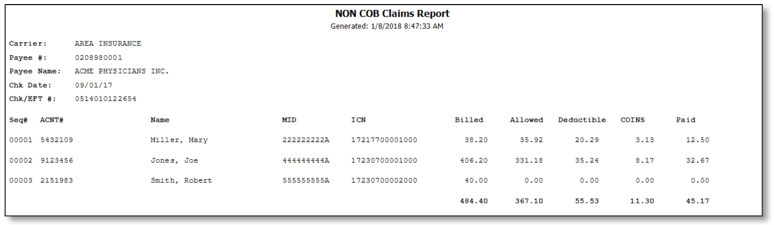 NON COB Claims Report
Generated: 1/8/2018 8:47:33 AM
Carrier: AREA INSURANCE
Payee #: 0208980001
Payee Name: ACME PHYSICIANS INC.
Chk Date: 09/01/17
Chk/EFT #: 0514010122654
Seq# ACNT# Name MID ICN Billed Allowed Deductible COINS Paid
00001 5432109 Miller, Mary 222222222A 17217700001000 38.20 35.92 20.29 3.13 12.50
00002 9123456 Jones, Joe 444444444A 17230700001000 406.20 331.18 35.24 8.17 32.67
00003 2151983 Smith, Robert 555555555A 17230700002000 40.00 0.00 0.00 0.00 0.00
484.40 367.10 55.53 11.30 45.17